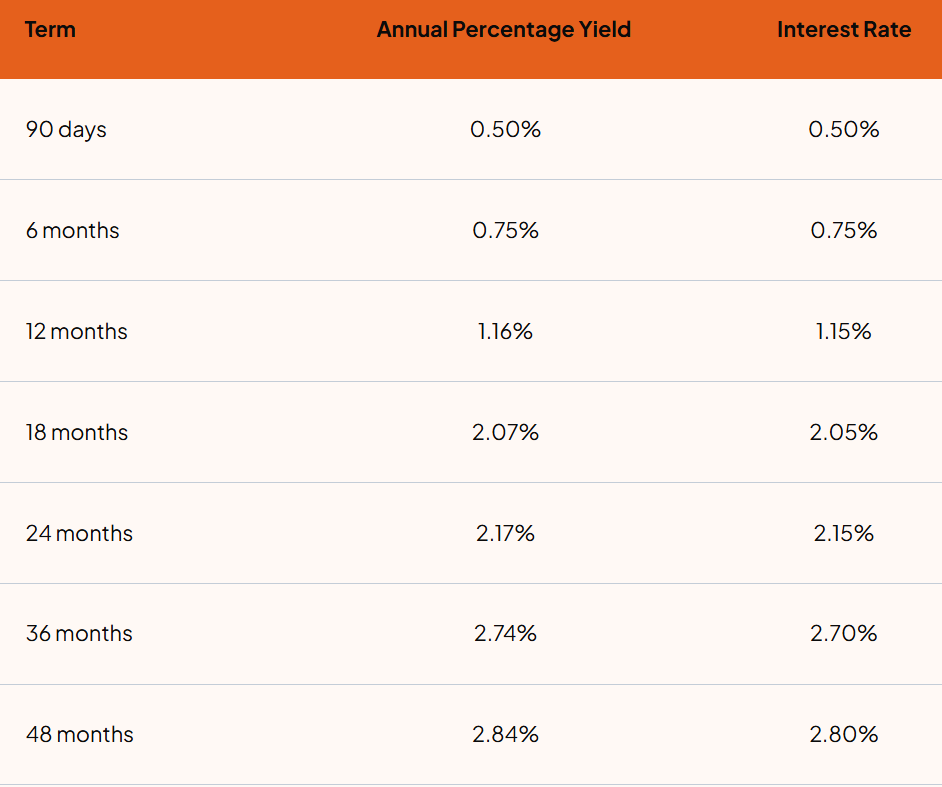 Term Annual Percentage Yield Interest Rate
90 days 0.50% 0.50%
6 months 0.75% 0.75%
12 months 1.16% 1.15%
18 months 2.07% 2.05%
24 months 2.17% 2.15%
36 months 2.74% 2.70%
48 months 2.84% 2.80%